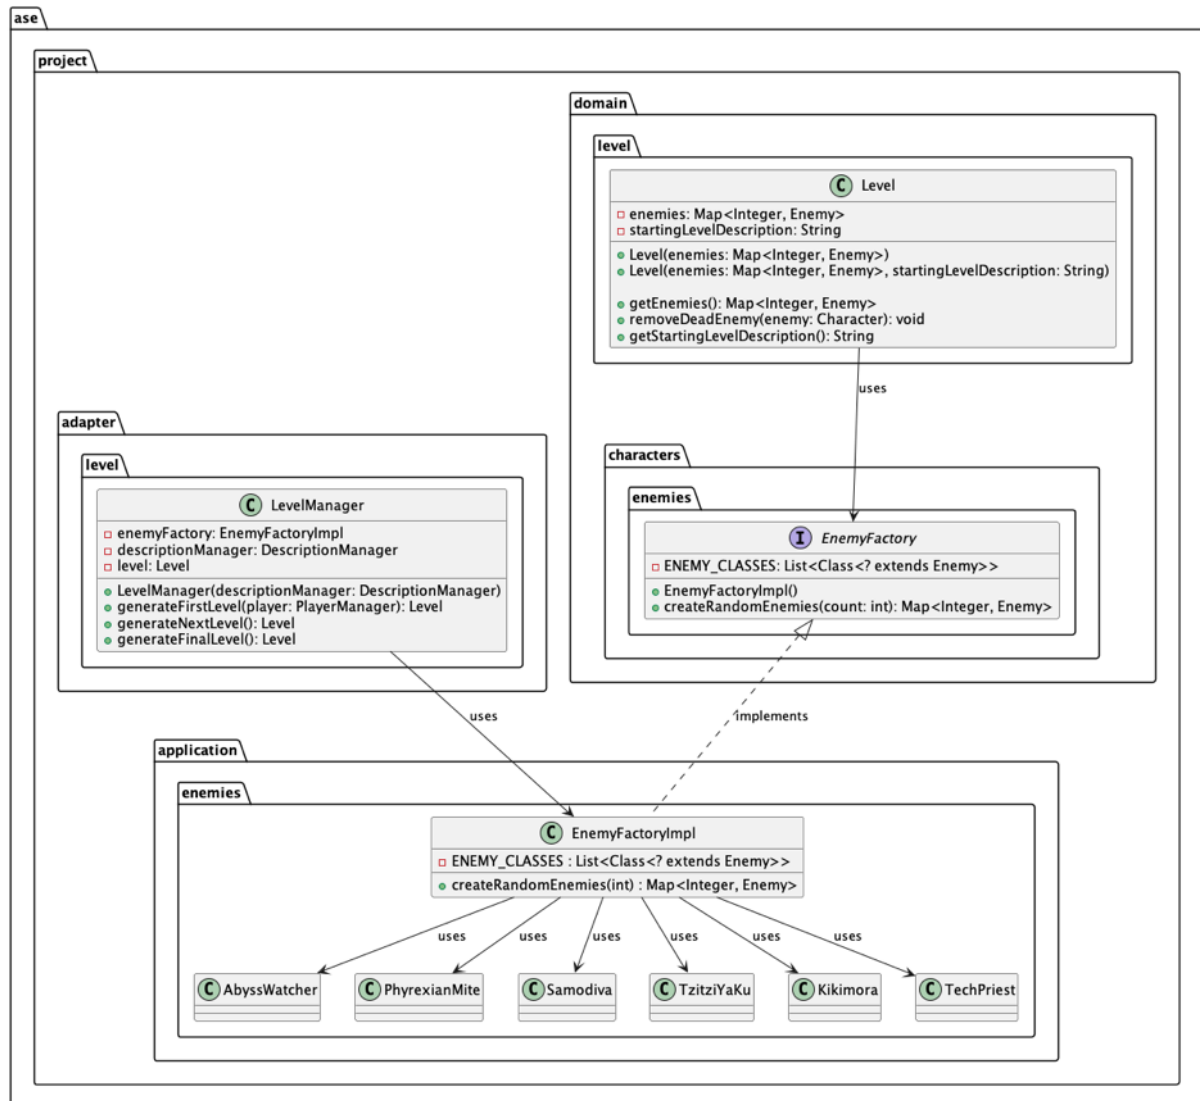 ase
project
domain
level
C Level
enemies: Map<Integer, Enemy>
startingLevelDescription: String
Level(enemies: Map<Integer, Enemy>)
Level(enemies: Map<Integer, Enemy>, startingLevelDescription: String)
getEnemies(): Map<Integer, Enemy>
removeDeadEnemy(enemy: Character): void
getStartingLevelDescription(): String
uses
adapter
level
C LevelManager
enemyFactory: EnemyFactoryImpl
descriptionManager: DescriptionManager
level: Level
LevelManager(descriptionManager: DescriptionManager)
generateFirstLevel(player: PlayerManager): Level
generateNextLevel(): Level
generateFinalLevel(): Level
characters
enemies
I EnemyFactory
ENEMY_CLASSES: List<Class<? extends Enemy>>
EnemyFactoryImpl()
createRandomEnemies(count: int): Map<Integer, Enemy>
uses
implements
application
enemies
C EnemyFactoryImpl
ENEMY_CLASSES : List<Class<? extends Enemy>>
createRandomEnemies(int) : Map<Integer, Enemy>
uses
uses
uses
uses
uses
uses
C AbyssWatcher
C PhyrexianMite
C Samodiva
C TzitziYaKu
C Kikimora
C TechPriest